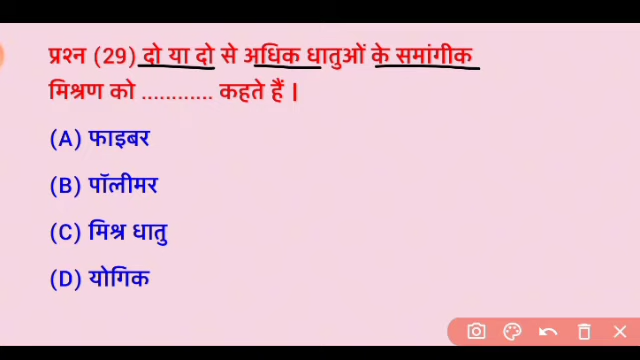 प्रश्न (29) दो या दो से अधिक धातुओं के समांगीक
मिश्रण को ............ कहते हैं |
(A) फाइबर
(B) पॉलीमर
(C) मिश्र धातु
(D) योगिक